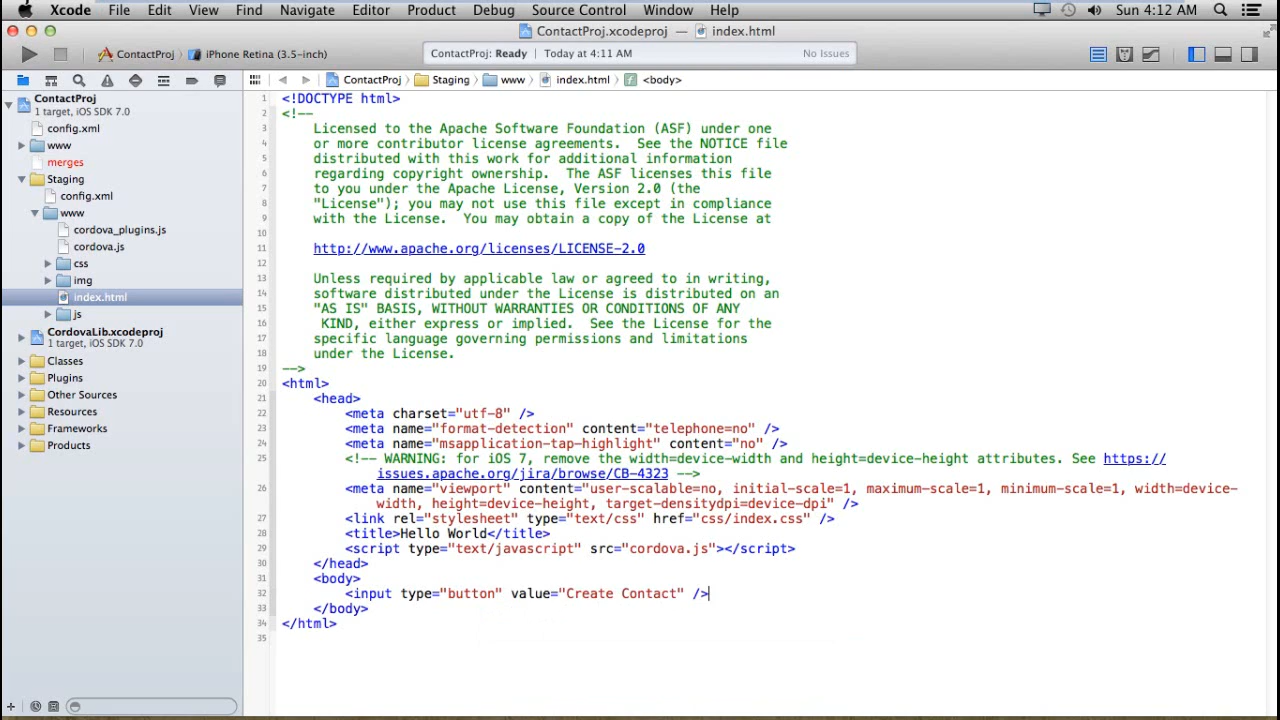 Xcode File Edit View Find Navigate Editor Product Debug Source Control Window Help Sun 4:12 AM
ContactProj.xcodeproj — index.html
ContactProj iPhone Retina (3.5-inch) ContactProj: Ready Today at 4:11 AM No Issues
ContactProj Staging www index.html <body>
ContactProj
1 target, iOS SDK 7.0
config.xml
www
merges
Staging
config.xml
www
cordova_plugins.js
cordova.js
css
img
index.html
js
CordovaLib.xcodeproj
1 target, iOS SDK 7.0
Classes
Plugins
Other Sources
Resources
Frameworks
Products
1 <!DOCTYPE html>
2 <!--
3 Licensed to the Apache Software Foundation (ASF) under one
4 or more contributor license agreements.  See the NOTICE file
5 distributed with this work for additional information
6 regarding copyright ownership.  The ASF licenses this file
7 to you under the Apache License, Version 2.0 (the
8 "License"); you may not use this file except in compliance
9 with the License.  You may obtain a copy of the License at
10
11 http://www.apache.org/licenses/LICENSE-2.0
12
13 Unless required by applicable law or agreed to in writing,
14 software distributed under the License is distributed on an
15 "AS IS" BASIS, WITHOUT WARRANTIES OR CONDITIONS OF ANY
16 KIND, either express or implied.  See the License for the
17 specific language governing permissions and limitations
18 under the License.
19 -->
20 <html>
21 <head>
22 <meta charset="utf-8" />
23 <meta name="format-detection" content="telephone=no" />
24 <meta name="msapplication-tap-highlight" content="no" />
25 <!-- WARNING: for iOS 7, remove the width=device-width and height=device-height attributes. See https://
issues.apache.org/jira/browse/CB-4323 -->
26 <meta name="viewport" content="user-scalable=no, initial-scale=1, maximum-scale=1, minimum-scale=1, width=device-
width, height=device-height, target-densitydpi=device-dpi" />
27 <link rel="stylesheet" type="text/css" href="css/index.css" />
28 <title>Hello World</title>
29 <script type="text/javascript" src="cordova.js"></script>
30 </head>
31 <body>
32 <input type="button" value="Create Contact" />
33 </body>
34 </html>
35